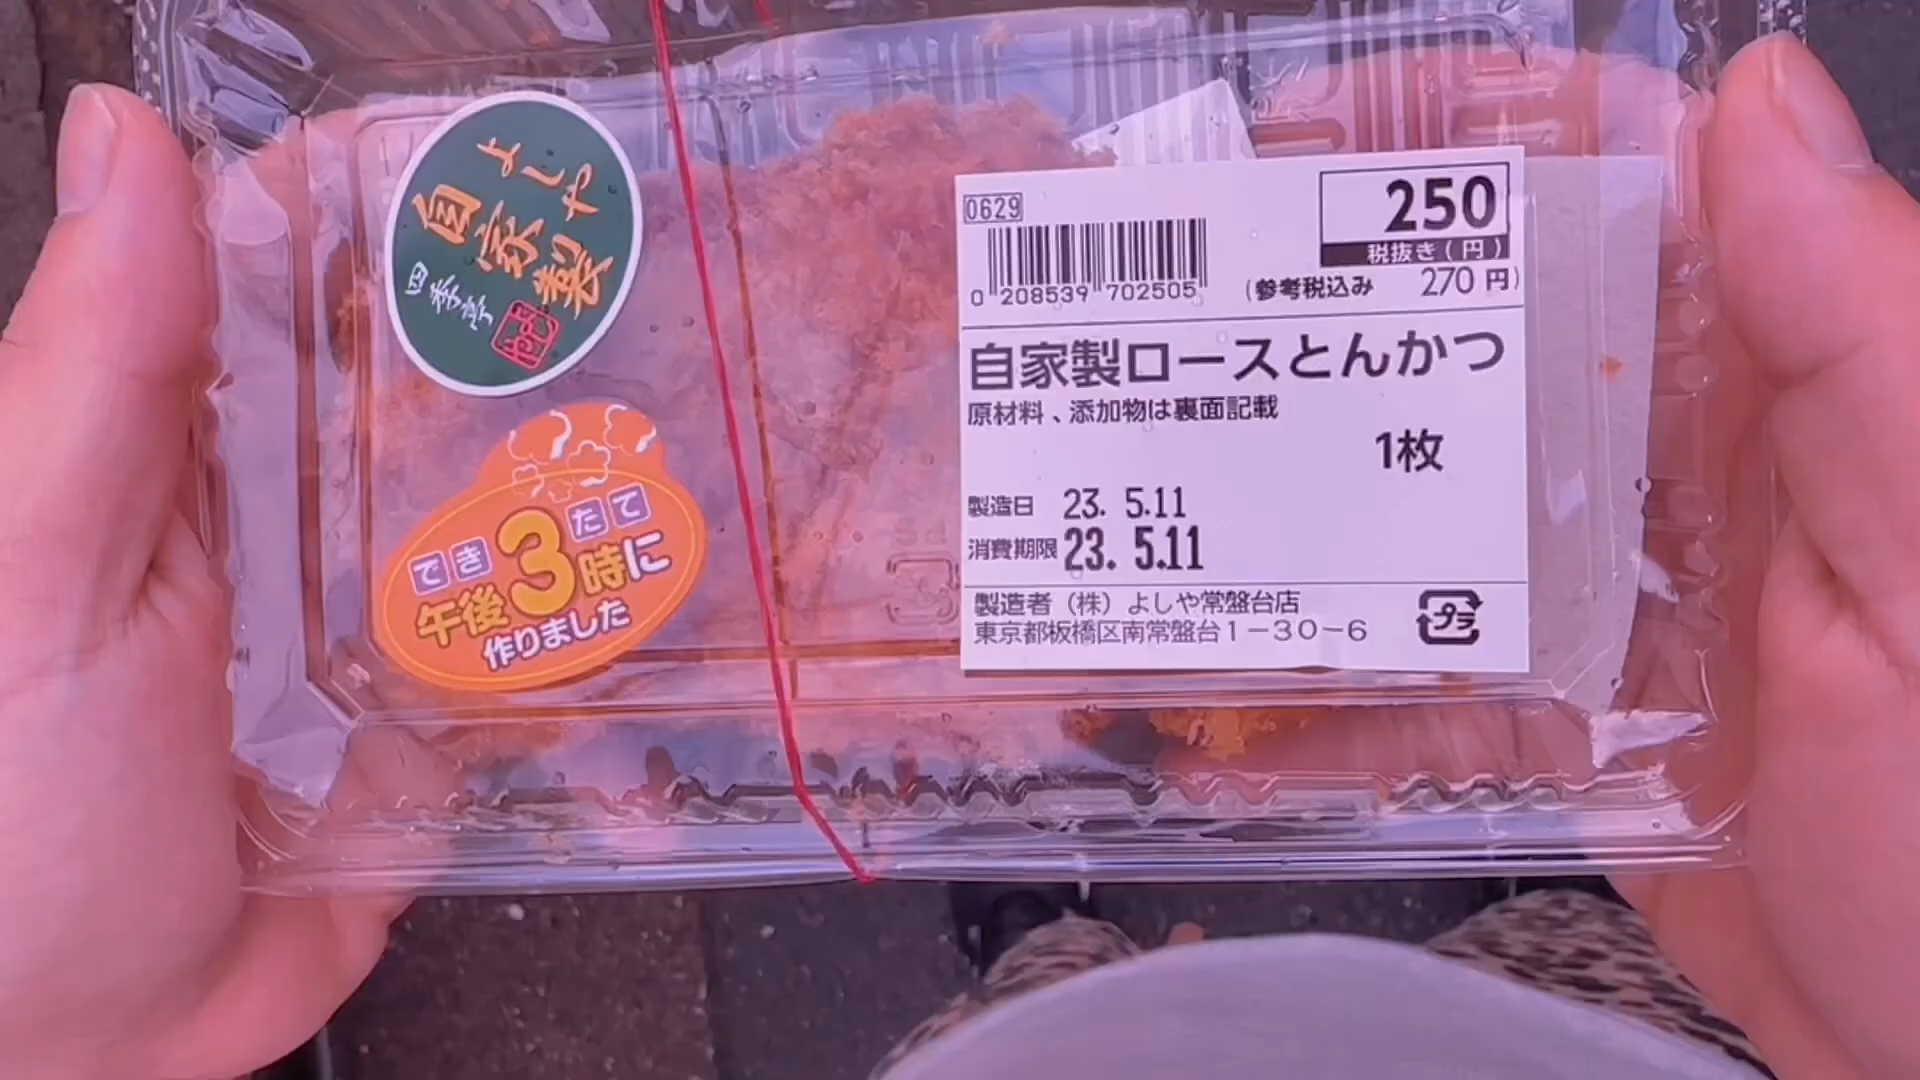 よしや
自家製
四季亭
できたて
午後3時に
作りました
0629
250
税抜き(円)
0 208539 702505
(参考税込み 270円)
自家製ロースとんかつ
原材料、添加物は裏面記載
1枚
製造日 23. 5.11
消費期限 23. 5.11
製造者(株)よしや常盤台店
東京都板橋区南常盤台1-30-6
プラ